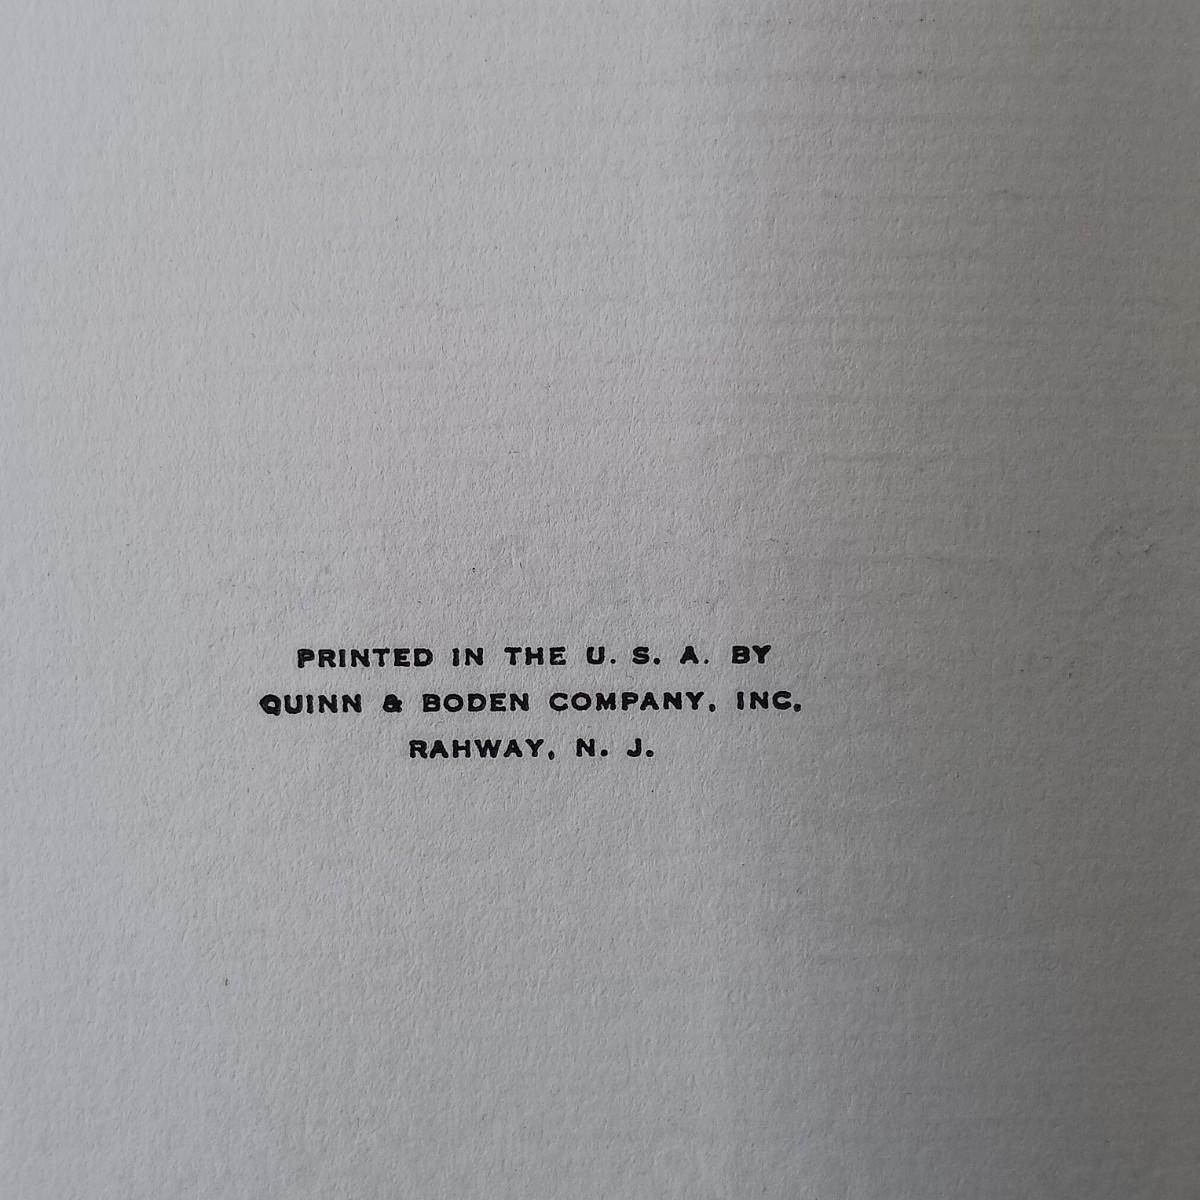 PRINTED IN THE U. S. A. BY
QUINN & BODEN COMPANY, INC.
RAHWAY, N. J.